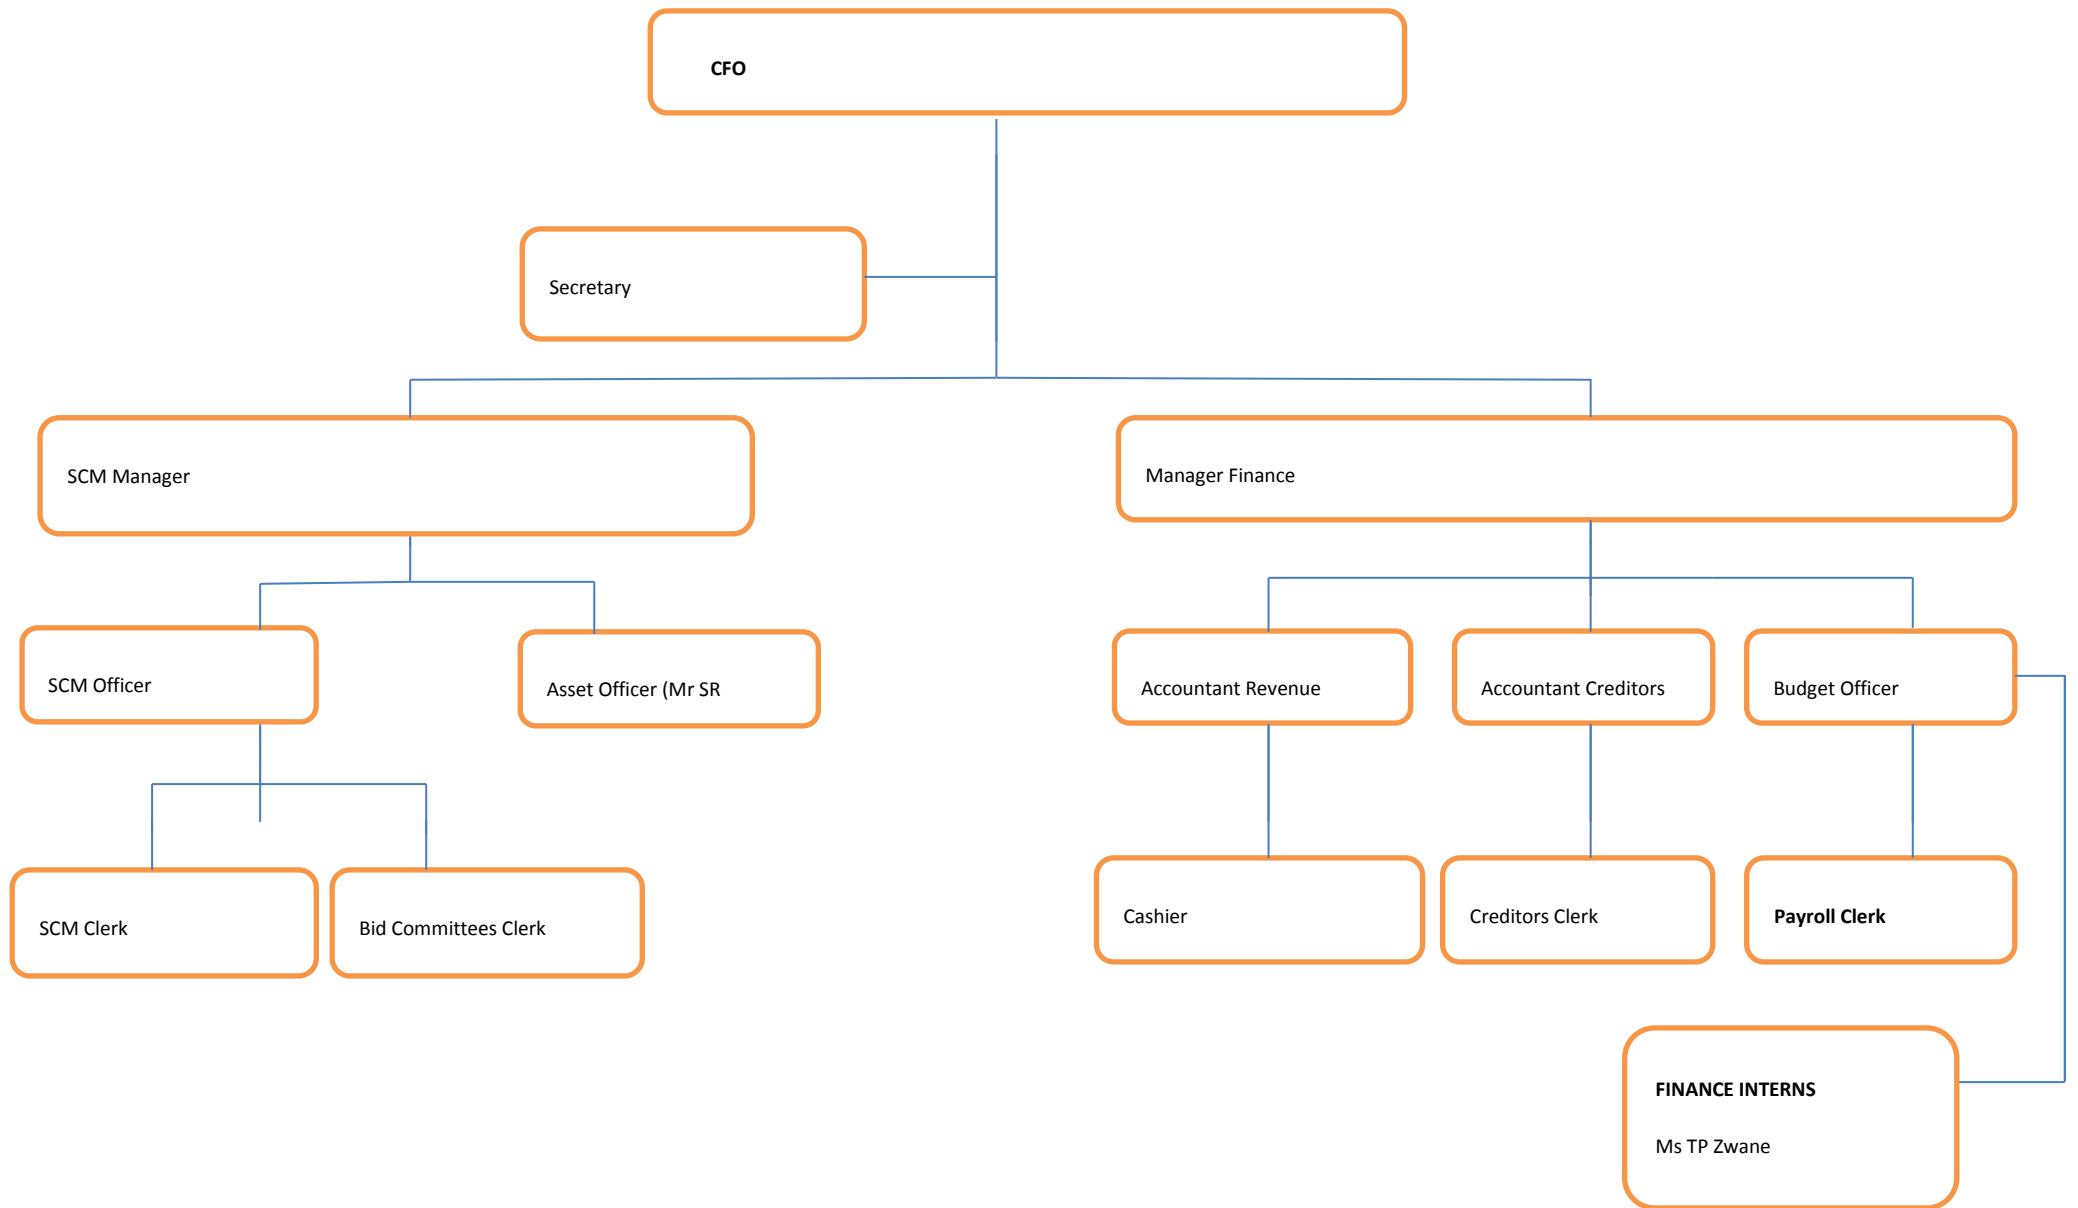 CFO
Secretary
SCM Manager
Manager Finance
SCM Officer
Asset Officer (Mr SR
Accountant Revenue
Accountant Creditors
Budget Officer
SCM Clerk
Bid Committees Clerk
Cashier
Creditors Clerk
Payroll Clerk
FINANCE INTERNS
Ms TP Zwane